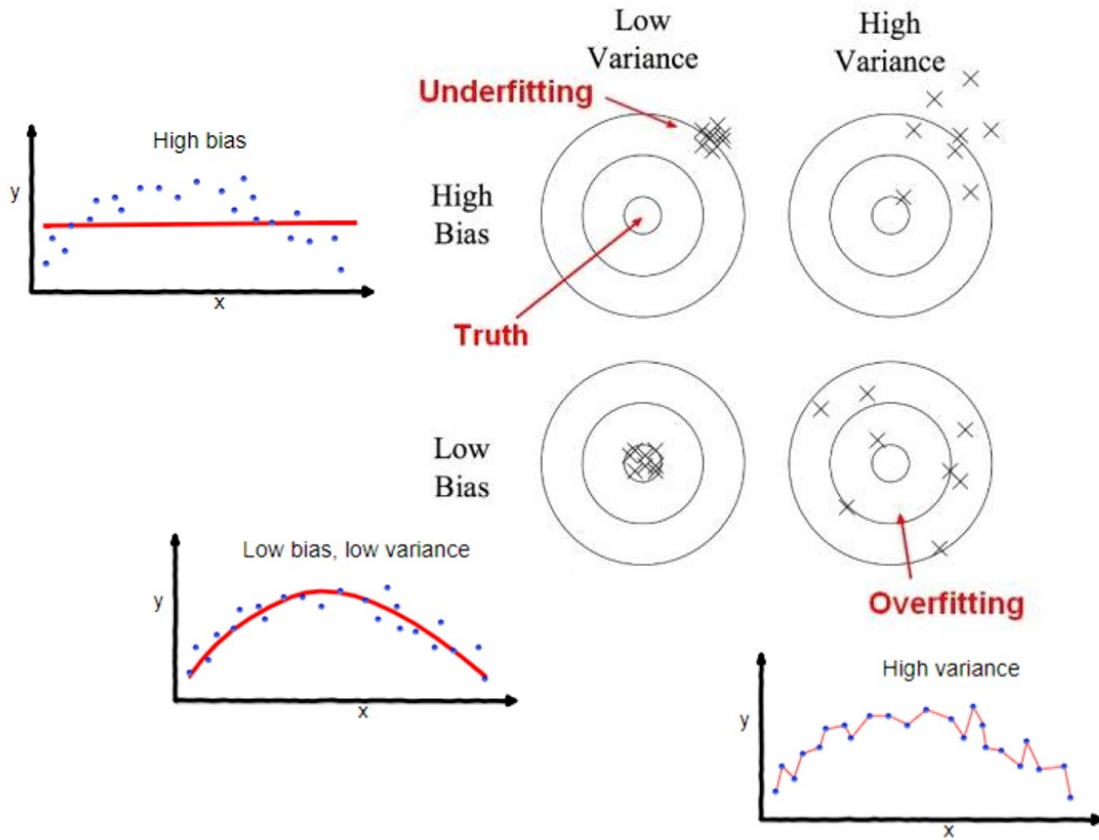 Low
Variance
High
Variance
Underfitting
High bias
y
x
High
Bias
Truth
Low
Bias
Low bias, low variance
y
x
Overfitting
High variance
y
x